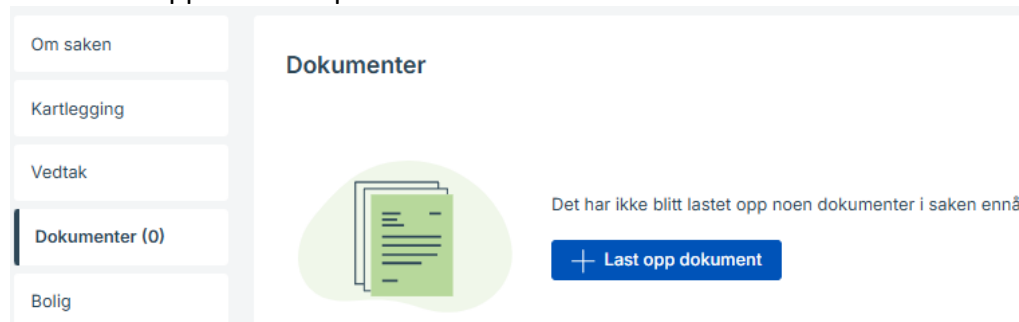 Om saken
Kartlegging
Vedtak
Dokumenter (0)
Bolig
Dokumenter
Det har ikke blitt lastet opp noen dokumenter i saken ennå
Last opp dokument